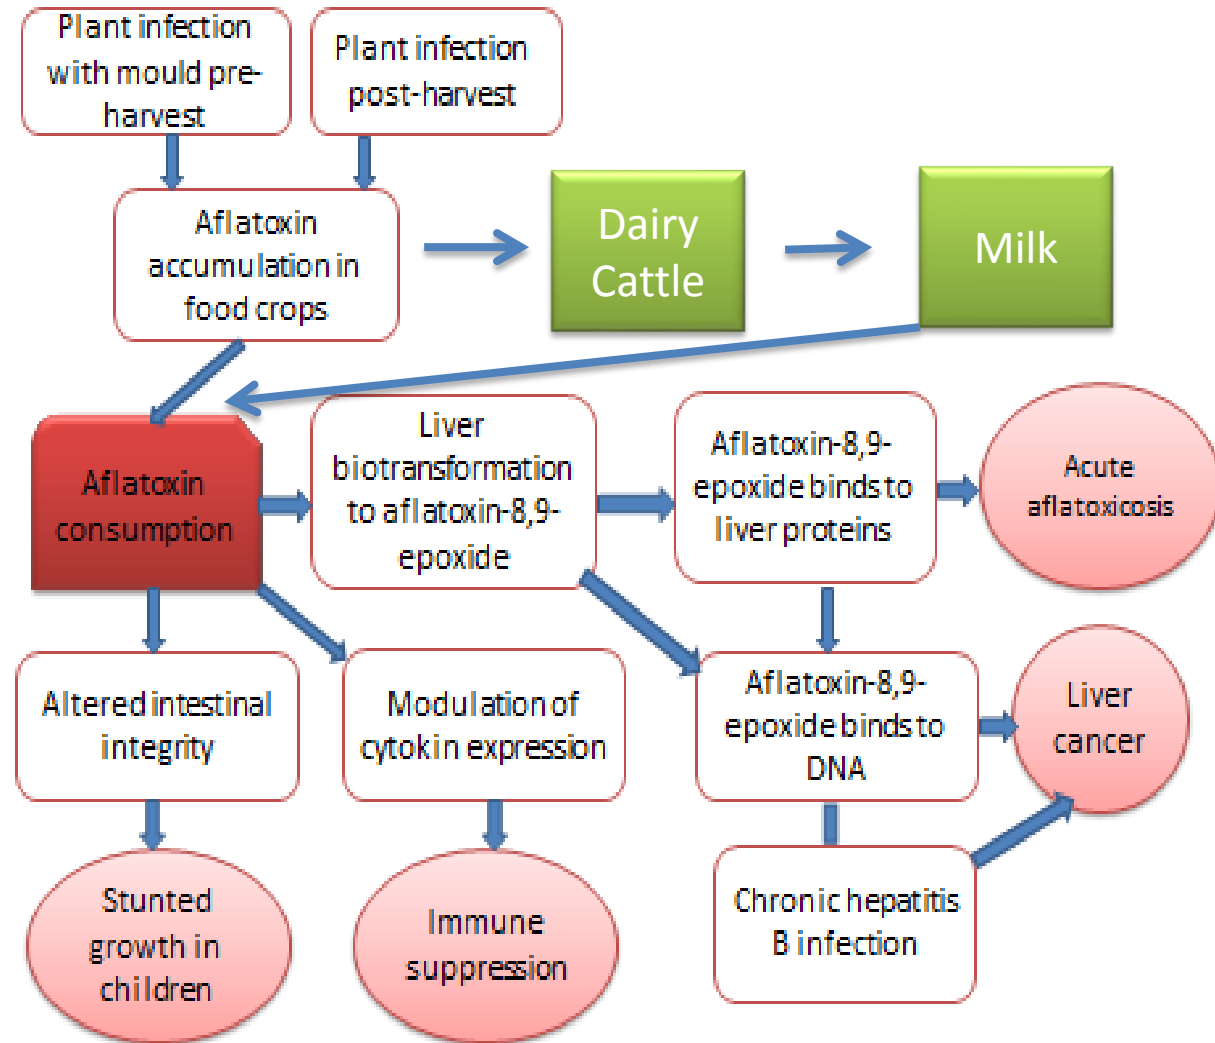 Plant infection
with mould pre-
harvest
Plant infection
post-harvest
Aflatoxin
accumulation in
food crops
Dairy
Cattle
Milk
Aflatoxin
consumption
Liver
biotransformation
to aflatoxin-8,9-
epoxide
Aflatoxin-8,9-
epoxide binds to
liver proteins
Acute
aflatoxicosis
Altered intestinal
integrity
Modulation of
cytokin expression
Aflatoxin-8,9-
epoxide binds to
DNA
Liver
cancer
Stunted
growth in
children
Immune
suppression
Chronic hepatitis
B infection